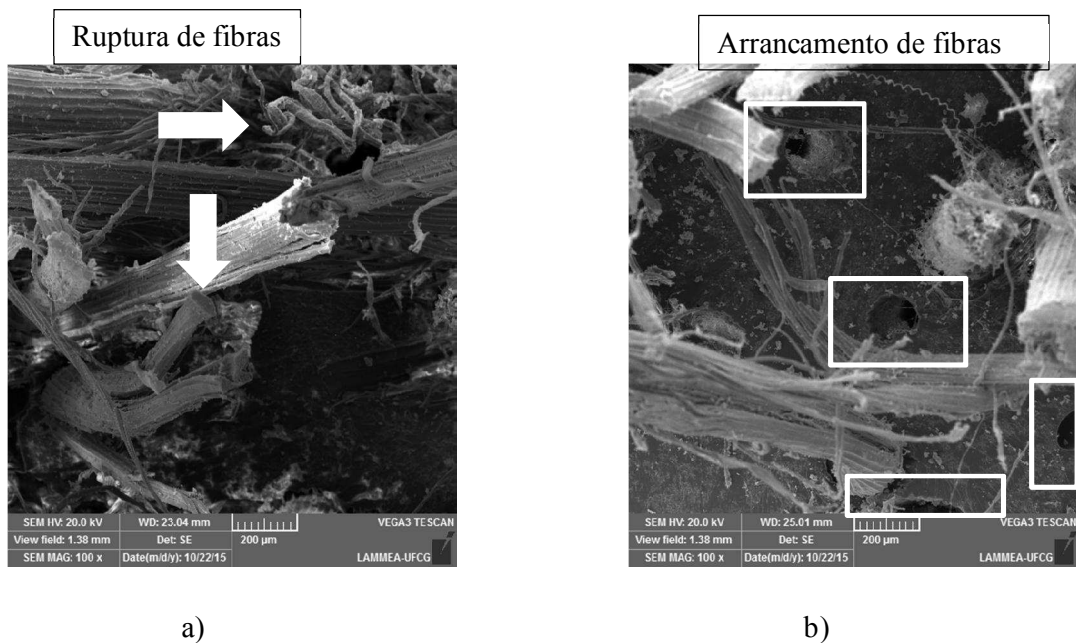 Ruptura de fibras
Arrancamento de fibras
SEM HV: 20.0 kV WD: 23.04 mm VEGA3 TESCAN
View field: 1.38 mm Det: SE 200 µm
SEM MAG: 100 x Date(m/d/y): 10/22/15 LAMMEA-UFCG
SEM HV: 20.0 kV WD: 25.01 mm VEGA3 TESCAN
View field: 1.38 mm Det: SE 200 µm
SEM MAG: 100 x Date(m/d/y): 10/22/15 LAMMEA-UFCG
a)
b)